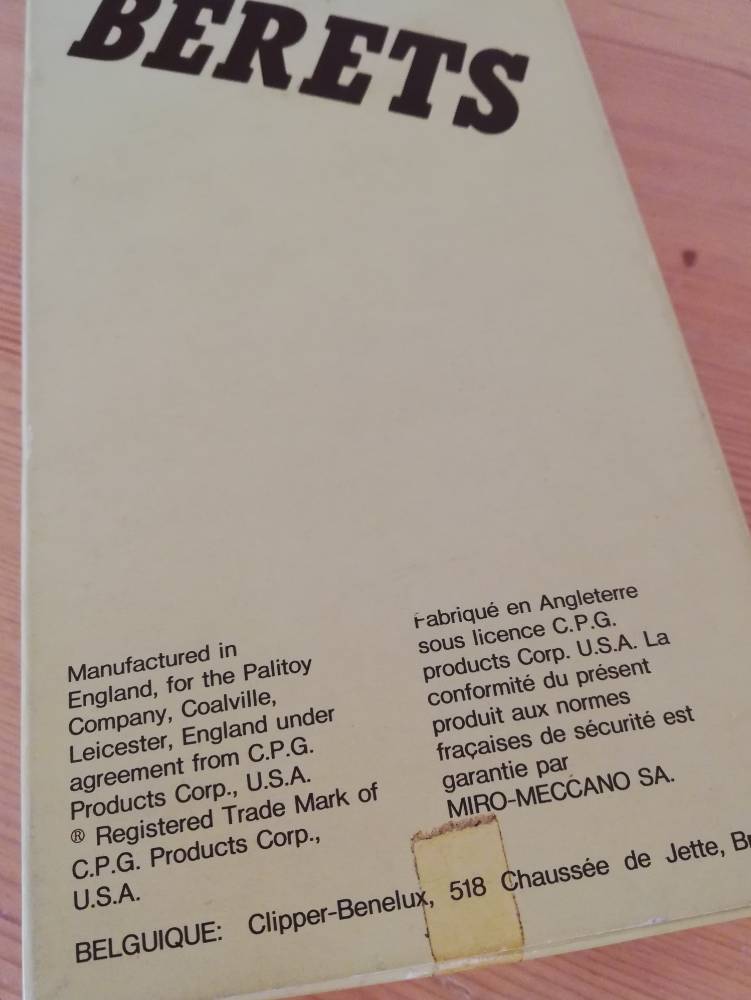 BERETS
Manufactured in
England, for the Palitoy
Company, Coalville,
Leicester, England under
agreement from C.P.G.
Products Corp., U.S.A.
® Registered Trade Mark of
C.P.G. Products Corp.,
U.S.A.
Fabriqué en Angleterre
sous licence C.P.G.
products Corp. U.S.A. La
conformité du présent
produit aux normes
fraçaises de sécurité est
garantie par
MIRO-MECCANO SA.
BELGUIQUE: Clipper-Benelux, 518 Chaussée de Jette,